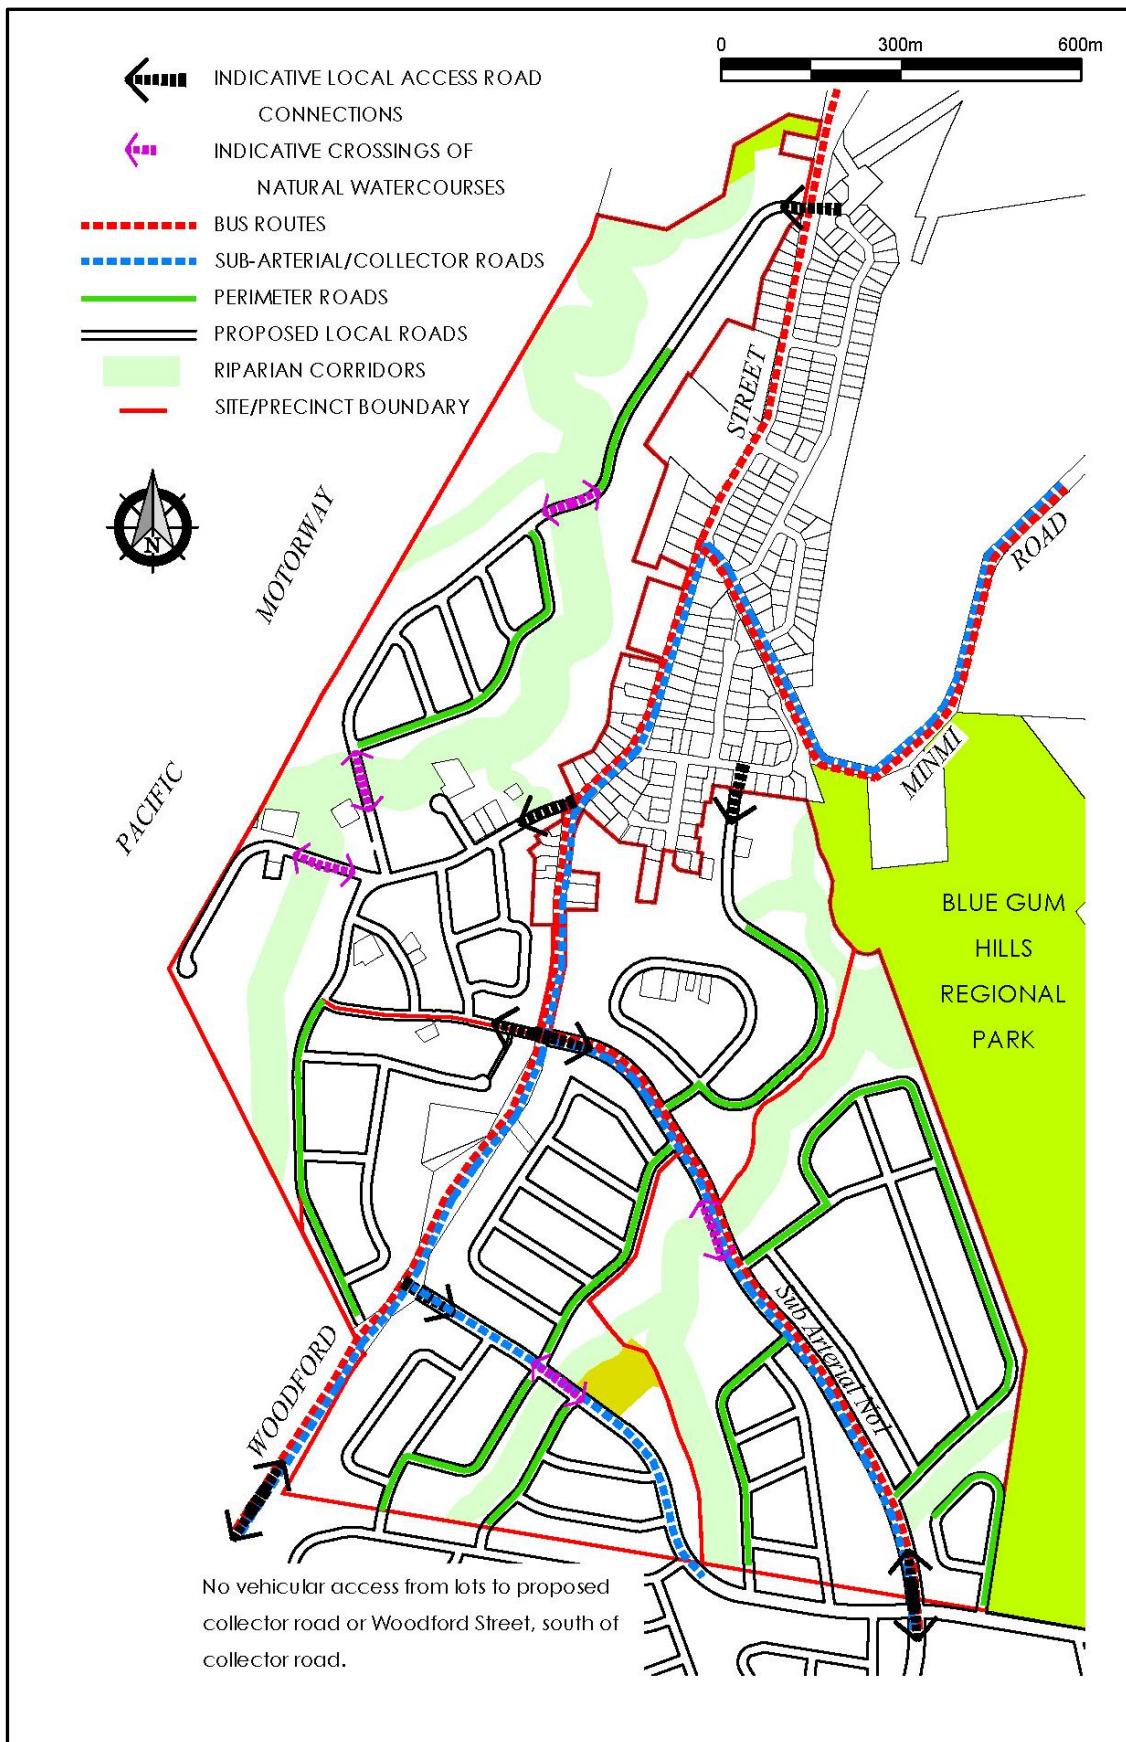 0 300m 600m
INDICATIVE LOCAL ACCESS ROAD
CONNECTIONS
INDICATIVE CROSSINGS OF
NATURAL WATERCOURSES
BUS ROUTES
SUB-ARTERIAL/COLLECTOR ROADS
PERIMETER ROADS
PROPOSED LOCAL ROADS
RIPARIAN CORRIDORS
SITE/PRECINCT BOUNDARY
N
STREET
MOTORWAY
ROAD
MINMI
PACIFIC
BLUE GUM
HILLS
REGIONAL
PARK
Sub Arterial No1
WOODFORD
No vehicular access from lots to proposed
collector road or Woodford Street, south of
collector road.